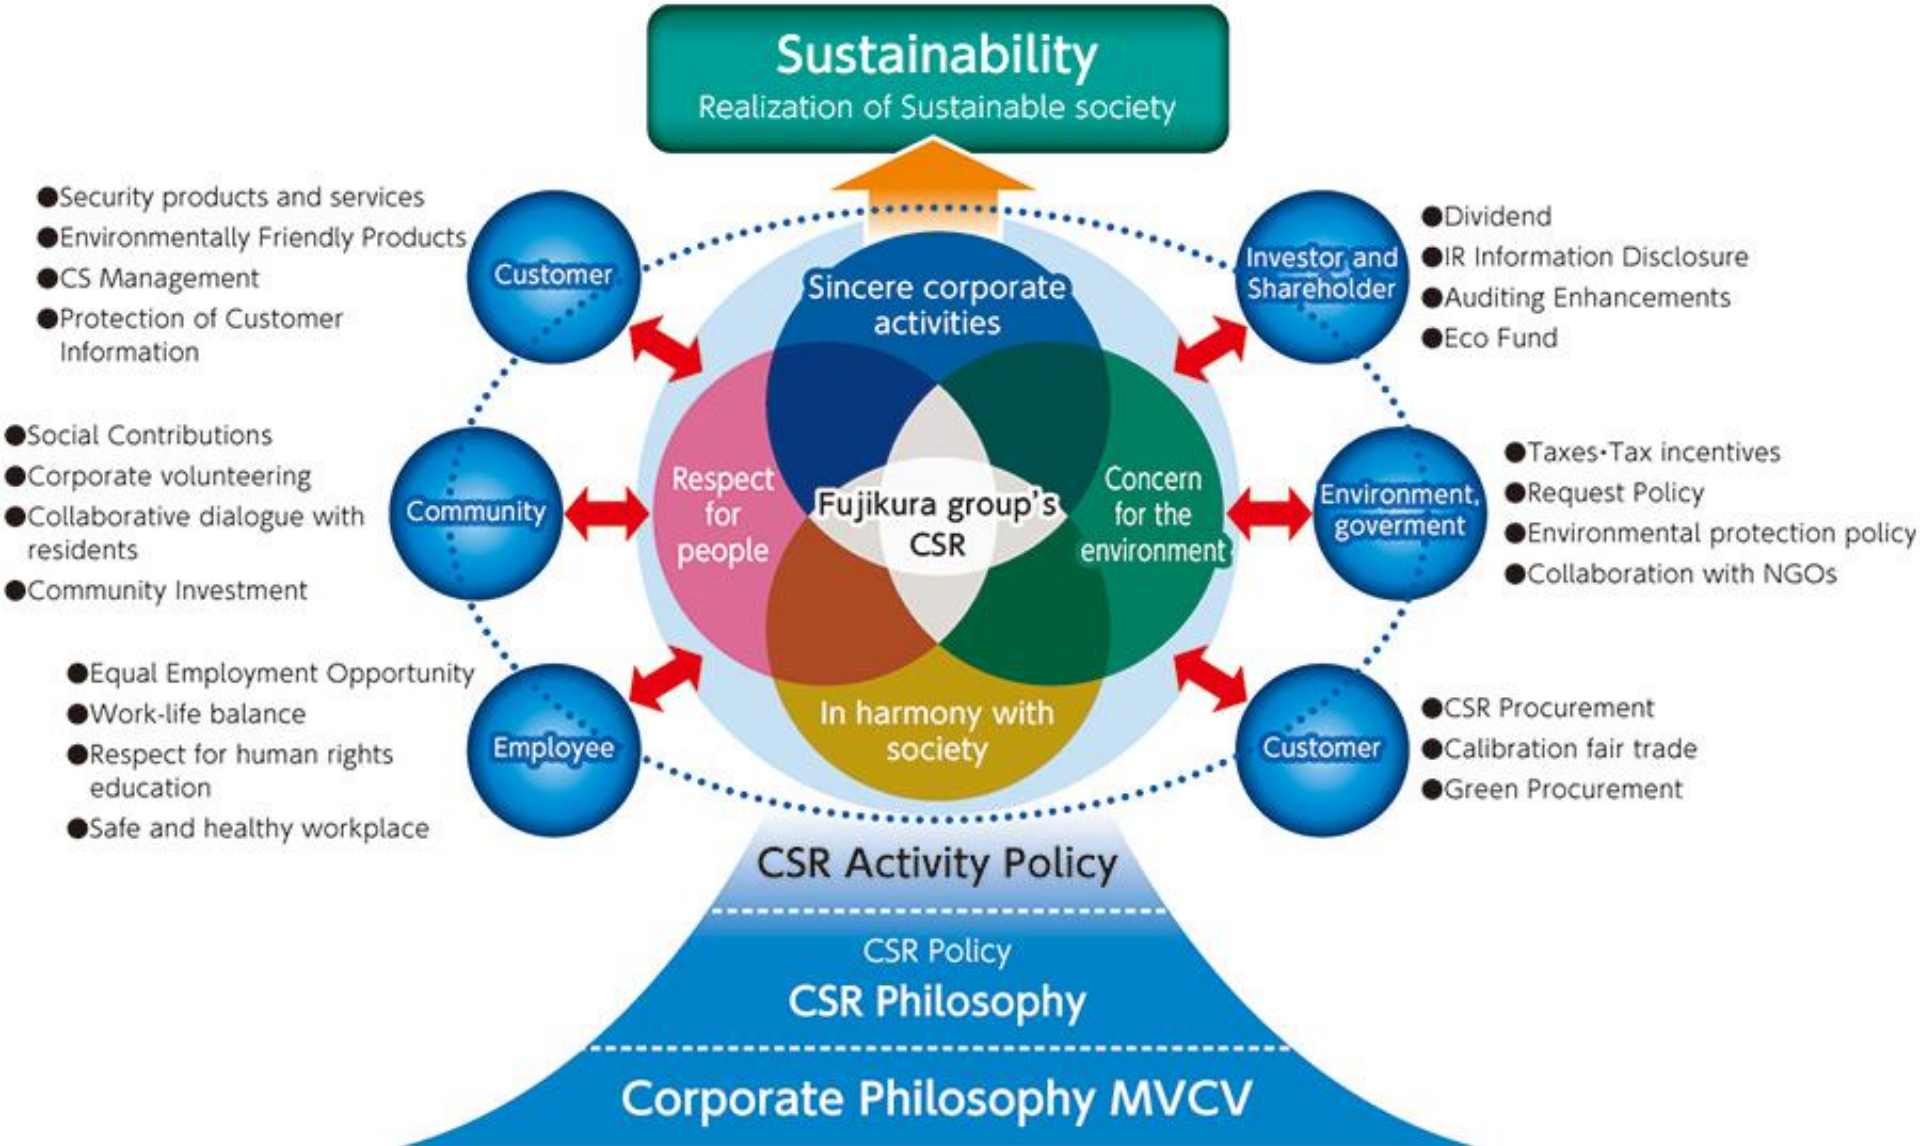 Sustainability
Realization of Sustainable society
●Security products and services
●Environmentally Friendly Products
●CS Management
●Protection of Customer
Information
Customer
Investor and
Shareholder
●Dividend
●IR Information Disclosure
●Auditing Enhancements
●Eco Fund
Sincere corporate
activities
●Social Contributions
●Corporate volunteering
●Collaborative dialogue with
residents
●Community Investment
Community
Respect
for
people
Fujikura group's
CSR
Concern
for the
environment
Environment,
goverment
●Taxes・Tax incentives
●Request Policy
●Environmental protection policy
●Collaboration with NGOs
●Equal Employment Opportunity
●Work-life balance
●Respect for human rights
education
●Safe and healthy workplace
Employee
In harmony with
society
Customer
●CSR Procurement
●Calibration fair trade
●Green Procurement
CSR Activity Policy
CSR Policy
CSR Philosophy
Corporate Philosophy MVCV